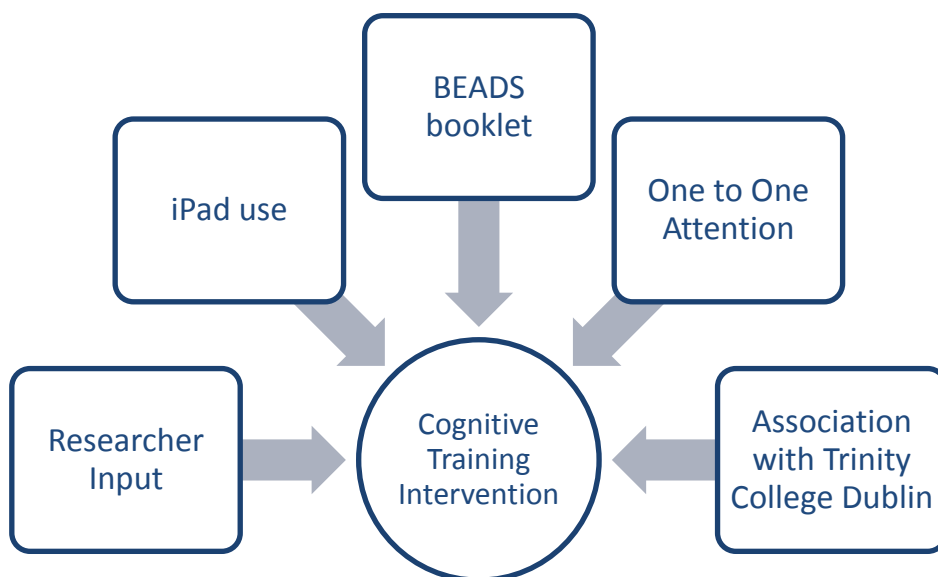 BEADS
booklet
iPad use
One to One
Attention
Researcher
Input
Cognitive
Training
Intervention
Association
with Trinity
College Dublin